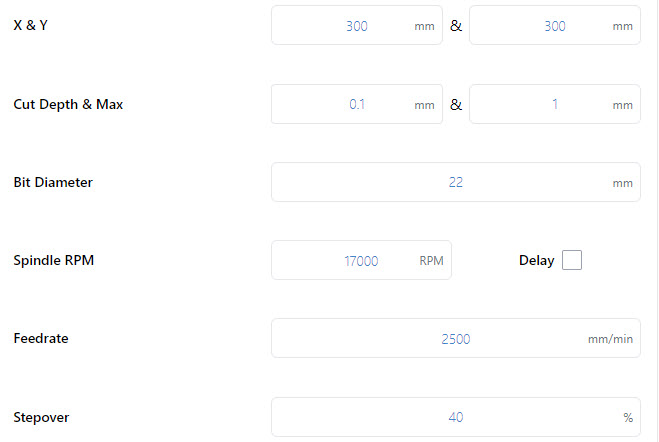 X & Y 300 mm & 300 mm
Cut Depth & Max 0.1 mm & 1 mm
Bit Diameter 22 mm
Spindle RPM 17000 RPM Delay
Feedrate 2500 mm/min
Stepover 40 %